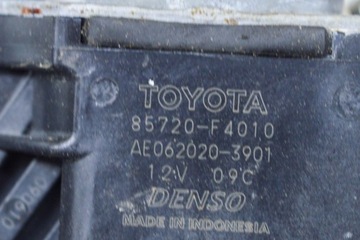 TOYOTA
85720-F4010
AE062020-3901
12V 09C
DENSO
MADE IN INDONESIA